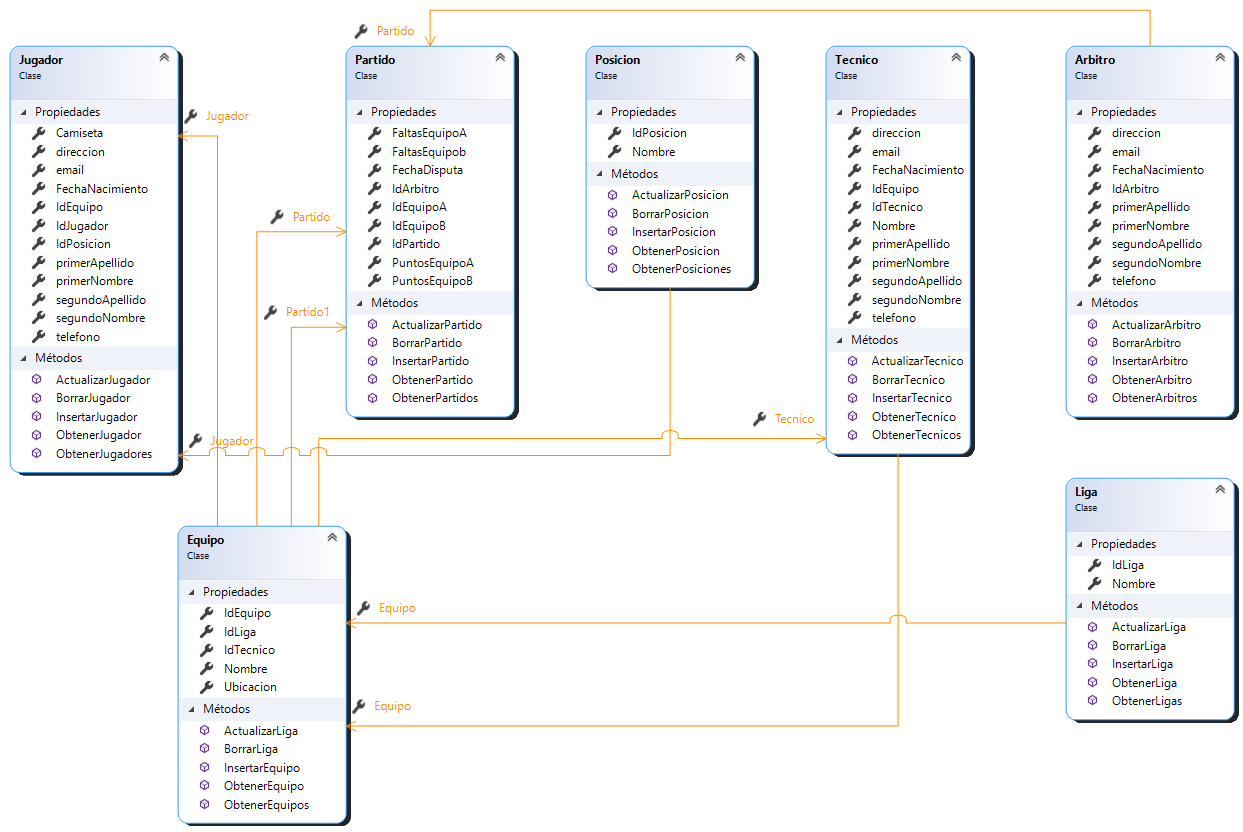 Jugador
Clase
Propiedades
Camiseta
direccion
email
FechaNacimiento
IdEquipo
IdJugador
IdPosicion
primerApellido
primerNombre
segundoApellido
segundoNombre
telefono
Métodos
ActualizarJugador
BorrarJugador
InsertarJugador
ObtenerJugador
ObtenerJugadores
Jugador
Jugador
Partido
Partido
Partido1
Partido
Clase
Propiedades
FaltasEquipoA
FaltasEquipob
FechaDisputa
IdArbitro
IdEquipoA
IdEquipoB
IdPartido
PuntosEquipoA
PuntosEquipoB
Métodos
ActualizarPartido
BorrarPartido
InsertarPartido
ObtenerPartido
ObtenerPartidos
Posicion
Clase
Propiedades
IdPosicion
Nombre
Métodos
ActualizarPosicion
BorrarPosicion
InsertarPosicion
ObtenerPosicion
ObtenerPosiciones
Tecnico
Tecnico
Clase
Propiedades
direccion
email
FechaNacimiento
IdEquipo
IdTecnico
Nombre
primerApellido
primerNombre
segundoApellido
segundoNombre
telefono
Métodos
ActualizarTecnico
BorrarTecnico
InsertarTecnico
ObtenerTecnico
ObtenerTecnicos
Arbitro
Clase
Propiedades
direccion
email
FechaNacimiento
IdArbitro
primerApellido
primerNombre
segundoApellido
segundoNombre
telefono
Métodos
ActualizarArbitro
BorrarArbitro
InsertarArbitro
ObtenerArbitro
ObtenerArbitros
Equipo
Clase
Propiedades
IdEquipo
IdLiga
IdTecnico
Nombre
Ubicacion
Métodos
ActualizarLiga
BorrarLiga
InsertarEquipo
ObtenerEquipo
ObtenerEquipos
Equipo
Equipo
Liga
Clase
Propiedades
IdLiga
Nombre
Métodos
ActualizarLiga
BorrarLiga
InsertarLiga
ObtenerLiga
ObtenerLigas